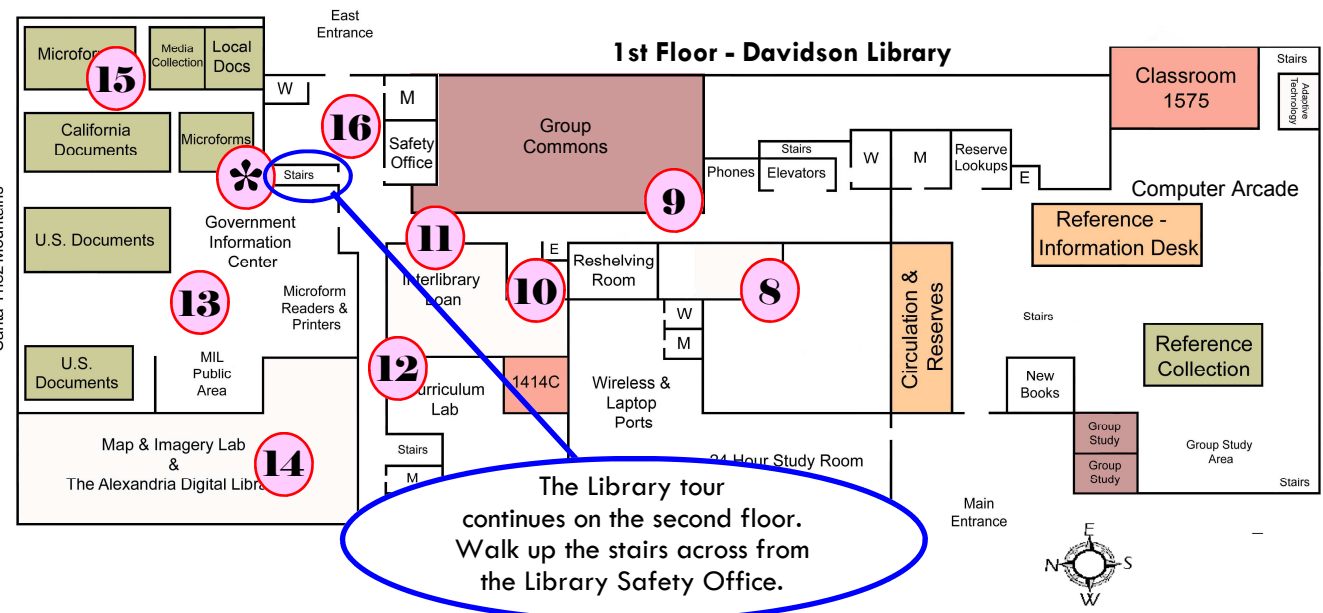 East
Entrance
1st Floor - Davidson Library
Media
Collection
Local
Docs
15
W
M
16
Safety
Office
California
Documents
Microforms
*
Stairs
Group
Commons
9
Phones
Stairs
Elevators
W
M
Reserve
Lookups
E
Classroom
1575
Stairs
Adaptive
Technology
Computer Arcade
Reference -
Information Desk
U.S. Documents
Government
Information
Center
13
Microform
Readers &
Printers
11
Interlibrary
Loan
E
10
Reshelving
Room
8
W
M
Circulation &
Reserves
Stairs
Reference
Collection
New
Books
U.S.
Documents
MIL
Public
Area
12
Lab
1414C
Wireless &
Laptop
Ports
Group
Study
Group
Study
Group Study
Area
Stairs
Map & Imagery Lab
&
The Alexandria Digital
14
Stairs
M
24 Hour Study Room
Main
Entrance
The Library tour
continues on the second floor.
Walk up the stairs across from
the Library Safety Office.
E
N
S
W